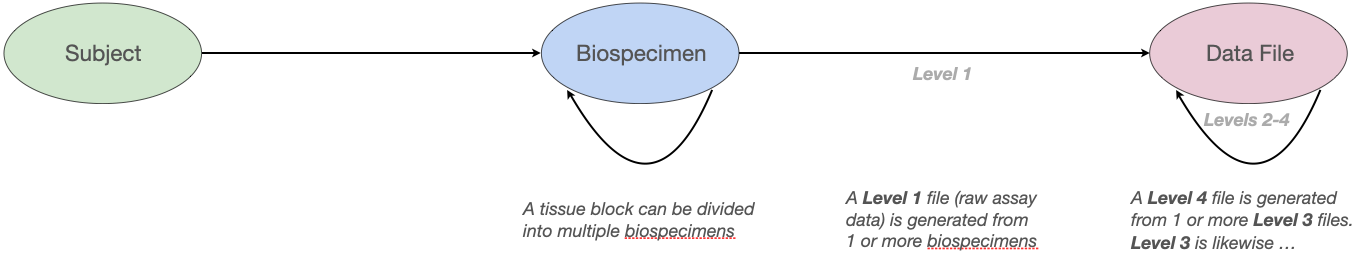 Subject
Biospecimen
Data File
Level 1
Levels 2-4
A tissue block can be divided
into multiple biospecimens
A Level 1 file (raw assay
data) is generated from
1 or more biospecimens
A Level 4 file is generated
from 1 or more Level 3 files.
Level 3 is likewise …